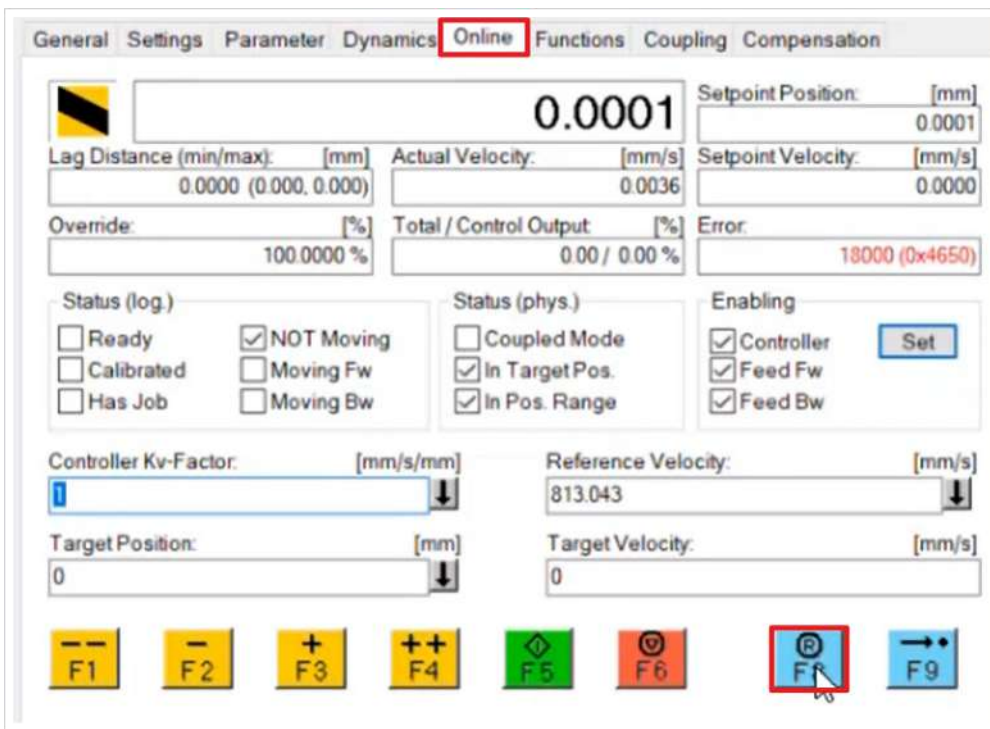 General Settings Parameter Dynamics Online Functions Coupling Compensation
0.0001
Setpoint Position: [mm]
0.0001
Lag Distance (min/max): [mm] Actual Velocity: [mm/s] Setpoint Velocity: [mm/s]
0.0000 (0.000, 0.000) 0.0036 0.0000
Override: [%] Total / Control Output: [%] Error:
100.0000 % 0.00 / 0.00 % 18000 (0x4650)
Status (log.) Status (phys.) Enabling
Ready NOT Moving Coupled Mode Controller Set
Calibrated Moving Fw In Target Pos. Feed Fw
Has Job Moving Bw In Pos. Range Feed Bw
Controller Kv-Factor: [mm/s/mm] Reference Velocity: [mm/s]
1 813.043
Target Position: [mm] Target Velocity: [mm/s]
0 0
-- - + ++ R
F1 F2 F3 F4 F5 F6 F8 F9